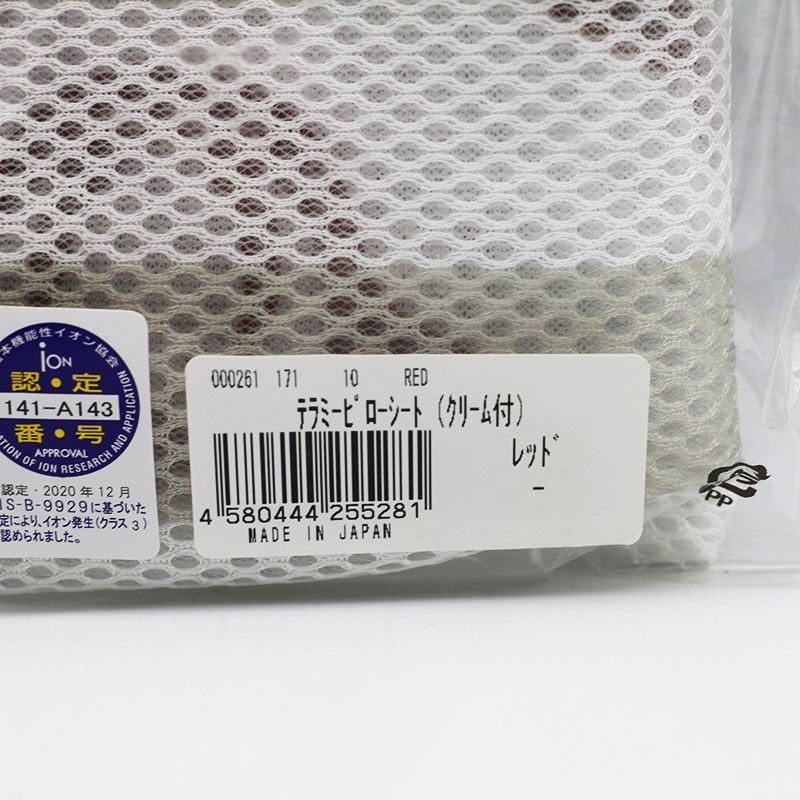 本機能性イオン協会
iON
認・定
141-A143
番・号
APPROVAL
ATION OF ION RESEARCH AND APPLICATION
認定・2020年12月
IS-B-9929に基づいた
定により、イオン発生(クラス3)
認められました。
000261 171 10 RED
テラミーピローシート(クリーム付)
レッド
-
4 580444 255281
MADE IN JAPAN
プラ
PP